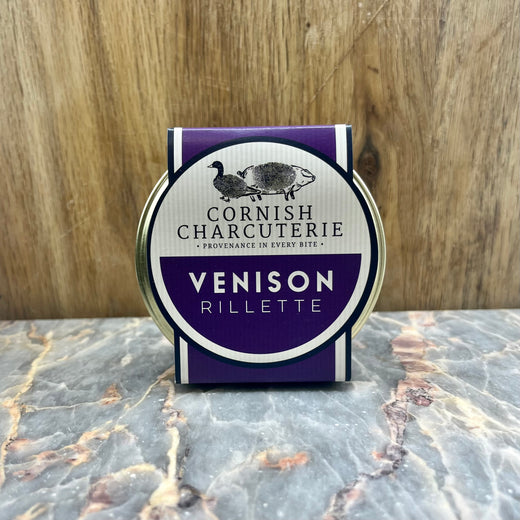 CORNISH
CHARCUTERIE
• PROVENANCE IN EVERY BITE •
VENISON
RILLETTE